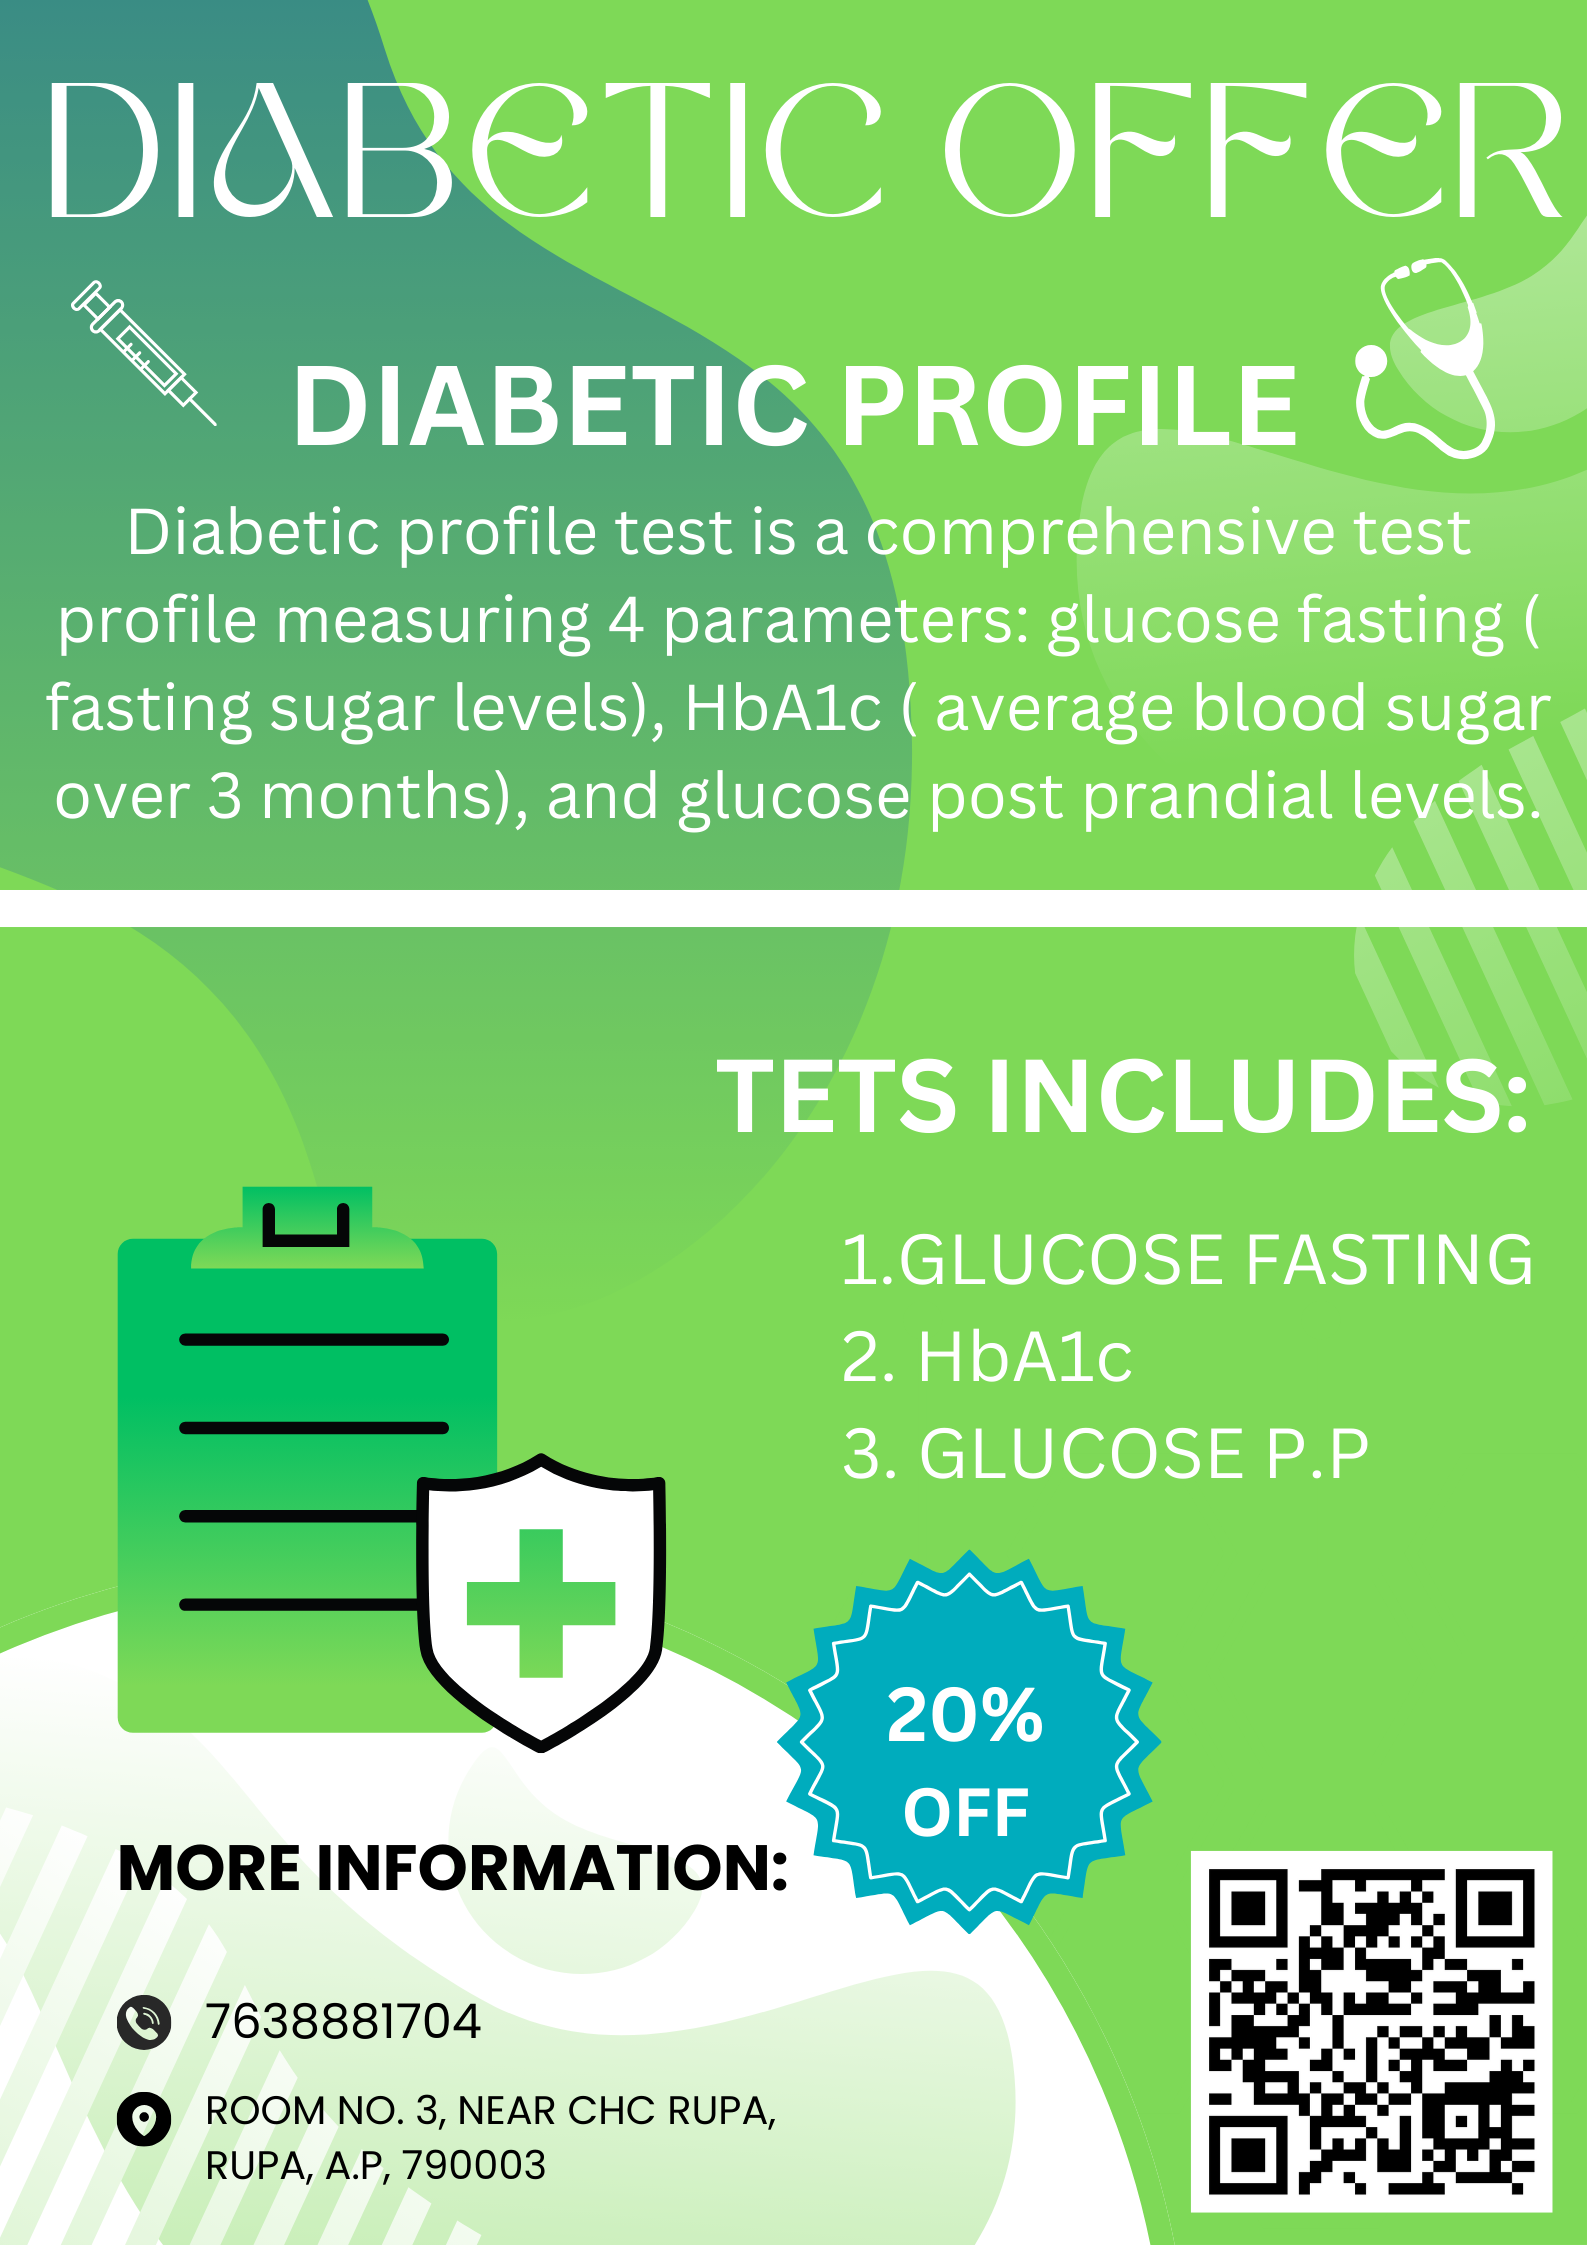 DIABETIC OFFER
DIABETIC PROFILE
Diabetic profile test is a comprehensive test
profile measuring 4 parameters: glucose fasting (
fasting sugar levels), HbA1c ( average blood sugar
over 3 months), and glucose post prandial levels.
TETS INCLUDES:
1.GLUCOSE FASTING
2. HbA1c
3. GLUCOSE P.P
20%
OFF
MORE INFORMATION:
7638881704
ROOM NO. 3, NEAR CHC RUPA,
RUPA, A.P, 790003